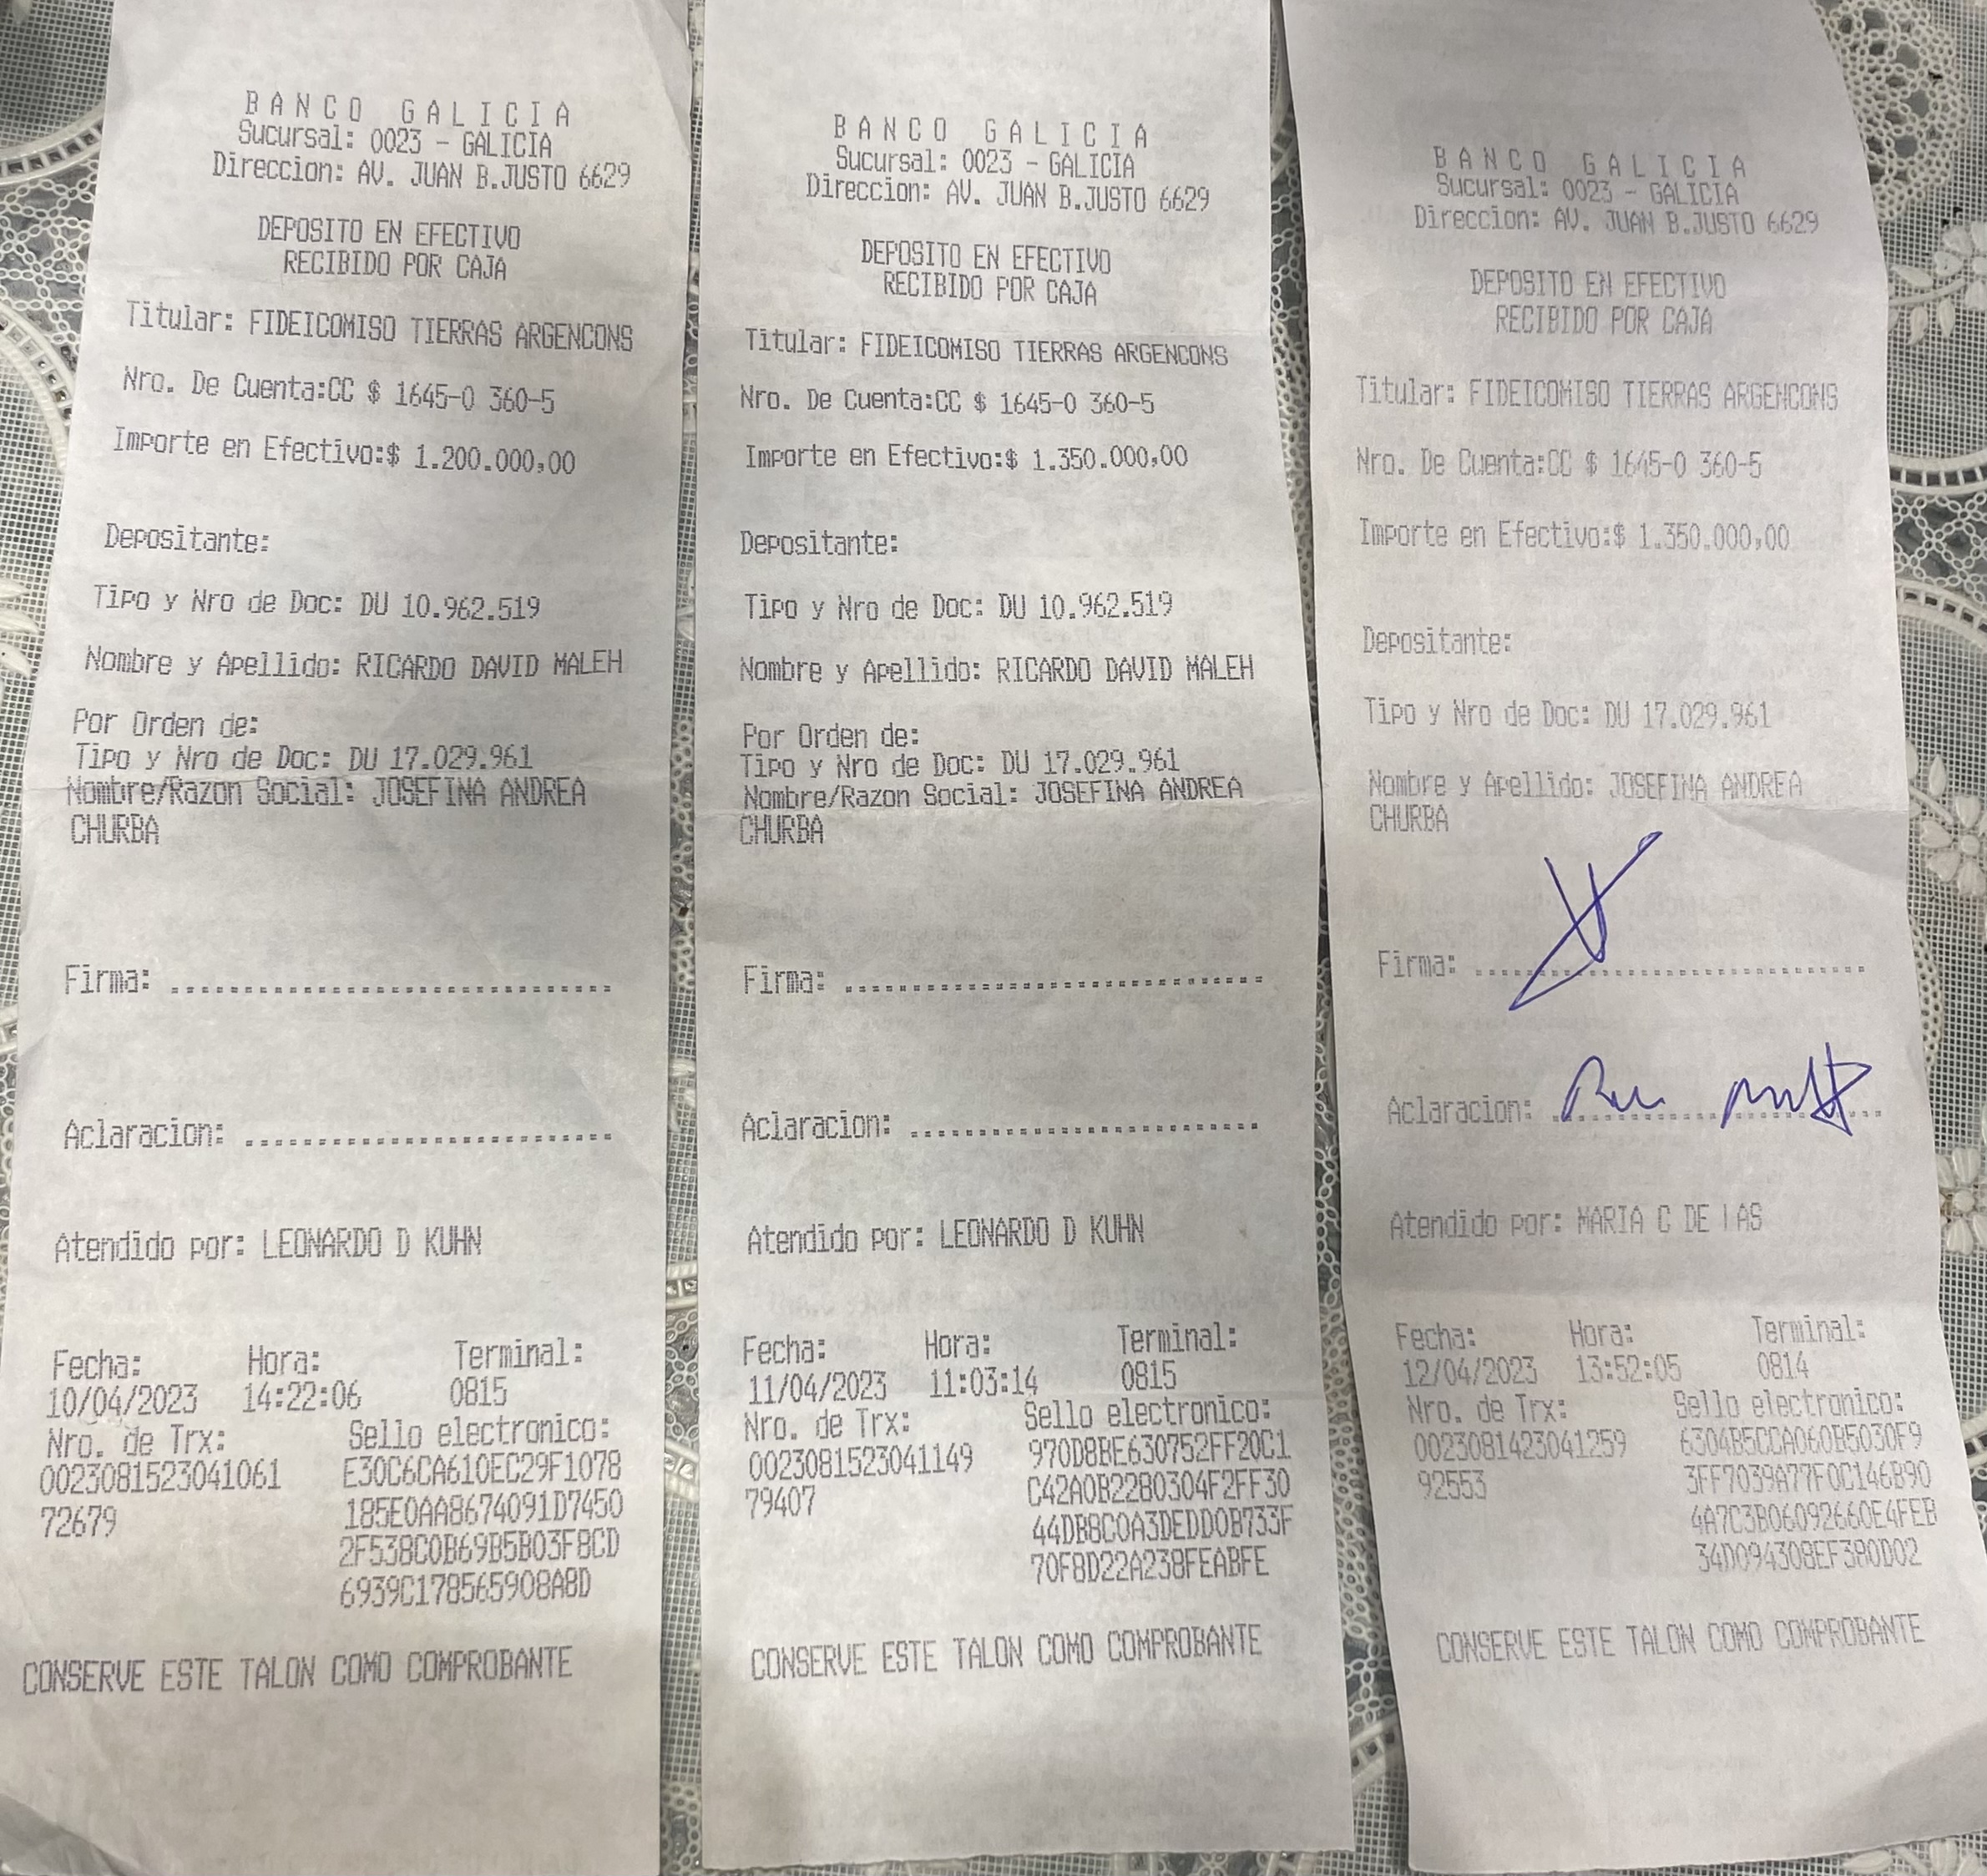 BANCO GALICIA
Sucursal: 0023 - GALICIA
Direccion: AV. JUAN B.JUSTO 6629
DEPOSITO EN EFECTIVO
RECIBIDO POR CAJA
Titular: FIDEICOMISO TIERRAS ARGENCONS
Nro. De Cuenta:CC $ 1645-0 360-5
Importe en Efectivo:$ 1.200.000,00
Depositante:
Tipo y Nro de Doc: DU 10.962.519
Nombre y Apellido: RICARDO DAVID MALEH
Por Orden de:
Tipo y Nro de Doc: DU 17.029.961
Nombre/Razon Social: JOSEFINA ANDREA
CHURBA
Firma:
Aclaracion:
Atendido por: LEONARDO D KUHN
Fecha: Hora: Terminal:
10/04/2023 14:22:06 0815
Nro. de Trx: Sello electronico:
0023081523041061 E30C6CA610EC29F1078
72679 185E0AA8674091D7450
2F538C0B69B5B03F8CD
6939C178565908A8D
CONSERVE ESTE TALON COMO COMPROBANTE
BANCO GALICIA
Sucursal: 0023 - GALICIA
Direccion: AV. JUAN B.JUSTO 6629
DEPOSITO EN EFECTIVO
RECIBIDO POR CAJA
Titular: FIDEICOMISO TIERRAS ARGENCONS
Nro. De Cuenta:CC $ 1645-0 360-5
Importe en Efectivo:$ 1.350.000,00
Depositante:
Tipo y Nro de Doc: DU 10.962.519
Nombre y Apellido: RICARDO DAVID MALEH
Por Orden de:
Tipo y Nro de Doc: DU 17.029.961
Nombre/Razon Social: JOSEFINA ANDREA
CHURBA
Firma:
Aclaracion:
Atendido por: LEONARDO D KUHN
Fecha: Hora: Terminal:
11/04/2023 11:03:14 0815
Nro. de Trx: Sello electronico:
0023081523041149 970D8BE630752FF20C1
79407 C42A0B2280304F2FF30
44DB8C0A3DEDD0B733F
70F8D22A238FEABFE
CONSERVE ESTE TALON COMO COMPROBANTE
BANCO GALICIA
Sucursal: 0023 - GALICIA
Direccion: AV. JUAN B.JUSTO 6629
DEPOSITO EN EFECTIVO
RECIBIDO POR CAJA
Titular: FIDEICOMISO TIERRAS ARGENCONS
Nro. De Cuenta:CC $ 1645-0 360-5
Importe en Efectivo:$ 1.350.000,00
Depositante:
Tipo y Nro de Doc: DU 17.029.961
Nombre y Apellido: JOSEFINA ANDREA
CHURBA
Firma:
Aclaracion:
Atendido por: MARIA C DE LAS
Fecha: Hora: Terminal:
12/04/2023 13:52:05 0814
Nro. de Trx: Sello electronico:
0023081423041259 6304B5CCA060B5030F9
92553 3FF7039A77F0C146B90
4A7C3B06092660E4FEB
34D094308EF380D02
CONSERVE ESTE TALON COMO COMPROBANTE